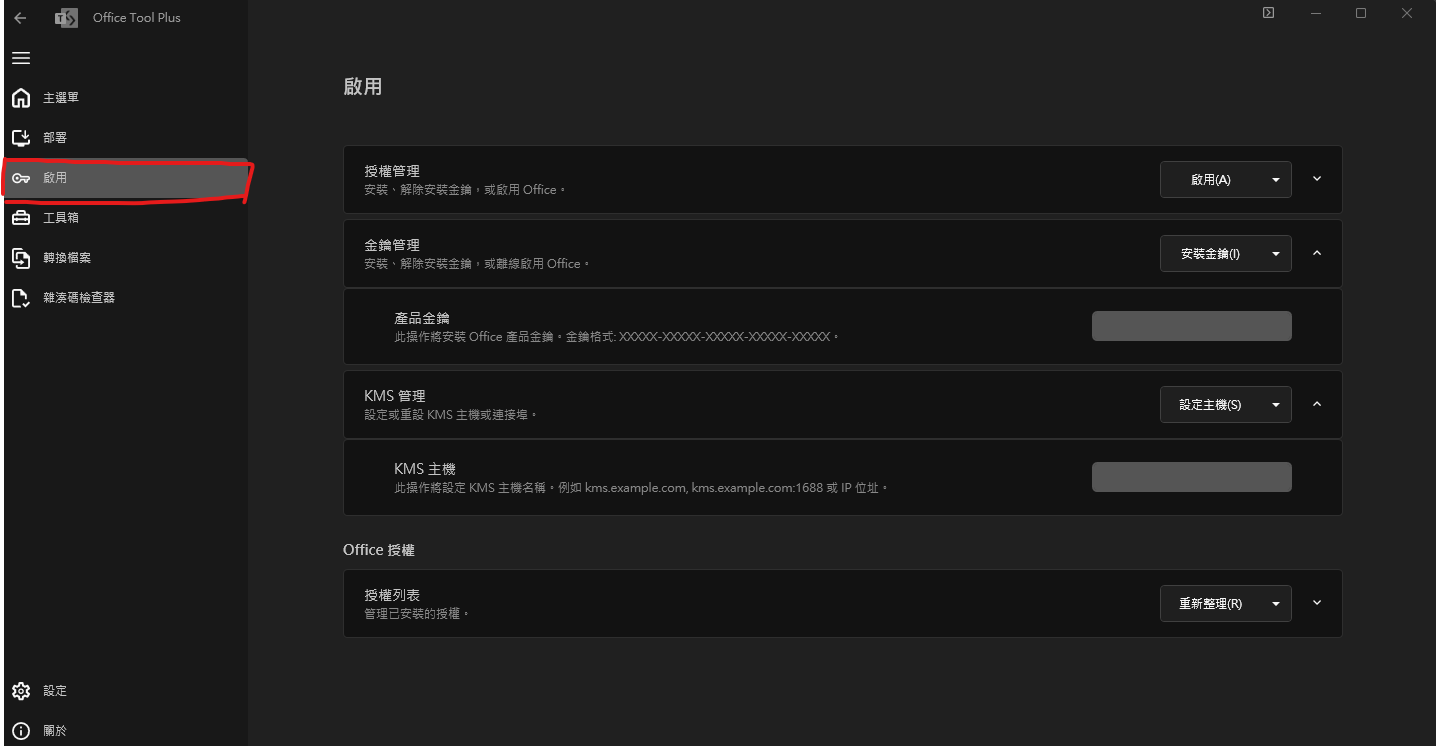 Office Tool Plus
主選單
部署
啟用
工具箱
轉換檔案
雜湊碼檢查器
設定
關於
啟用
授權管理
安裝、解除安裝金鑰，或啟用 Office。
啟用(A)
金鑰管理
安裝、解除安裝金鑰，或離線啟用 Office。
安裝金鑰(I)
產品金鑰
此操作將安裝 Office 產品金鑰。金鑰格式: XXXXX-XXXXX-XXXXX-XXXXX-XXXXX。
KMS 管理
設定或重設 KMS 主機或連接埠。
設定主機(S)
KMS 主機
此操作將設定 KMS 主機名稱。例如 kms.example.com, kms.example.com:1688 或 IP 位址。
Office 授權
授權列表
管理已安裝的授權。
重新整理(R)